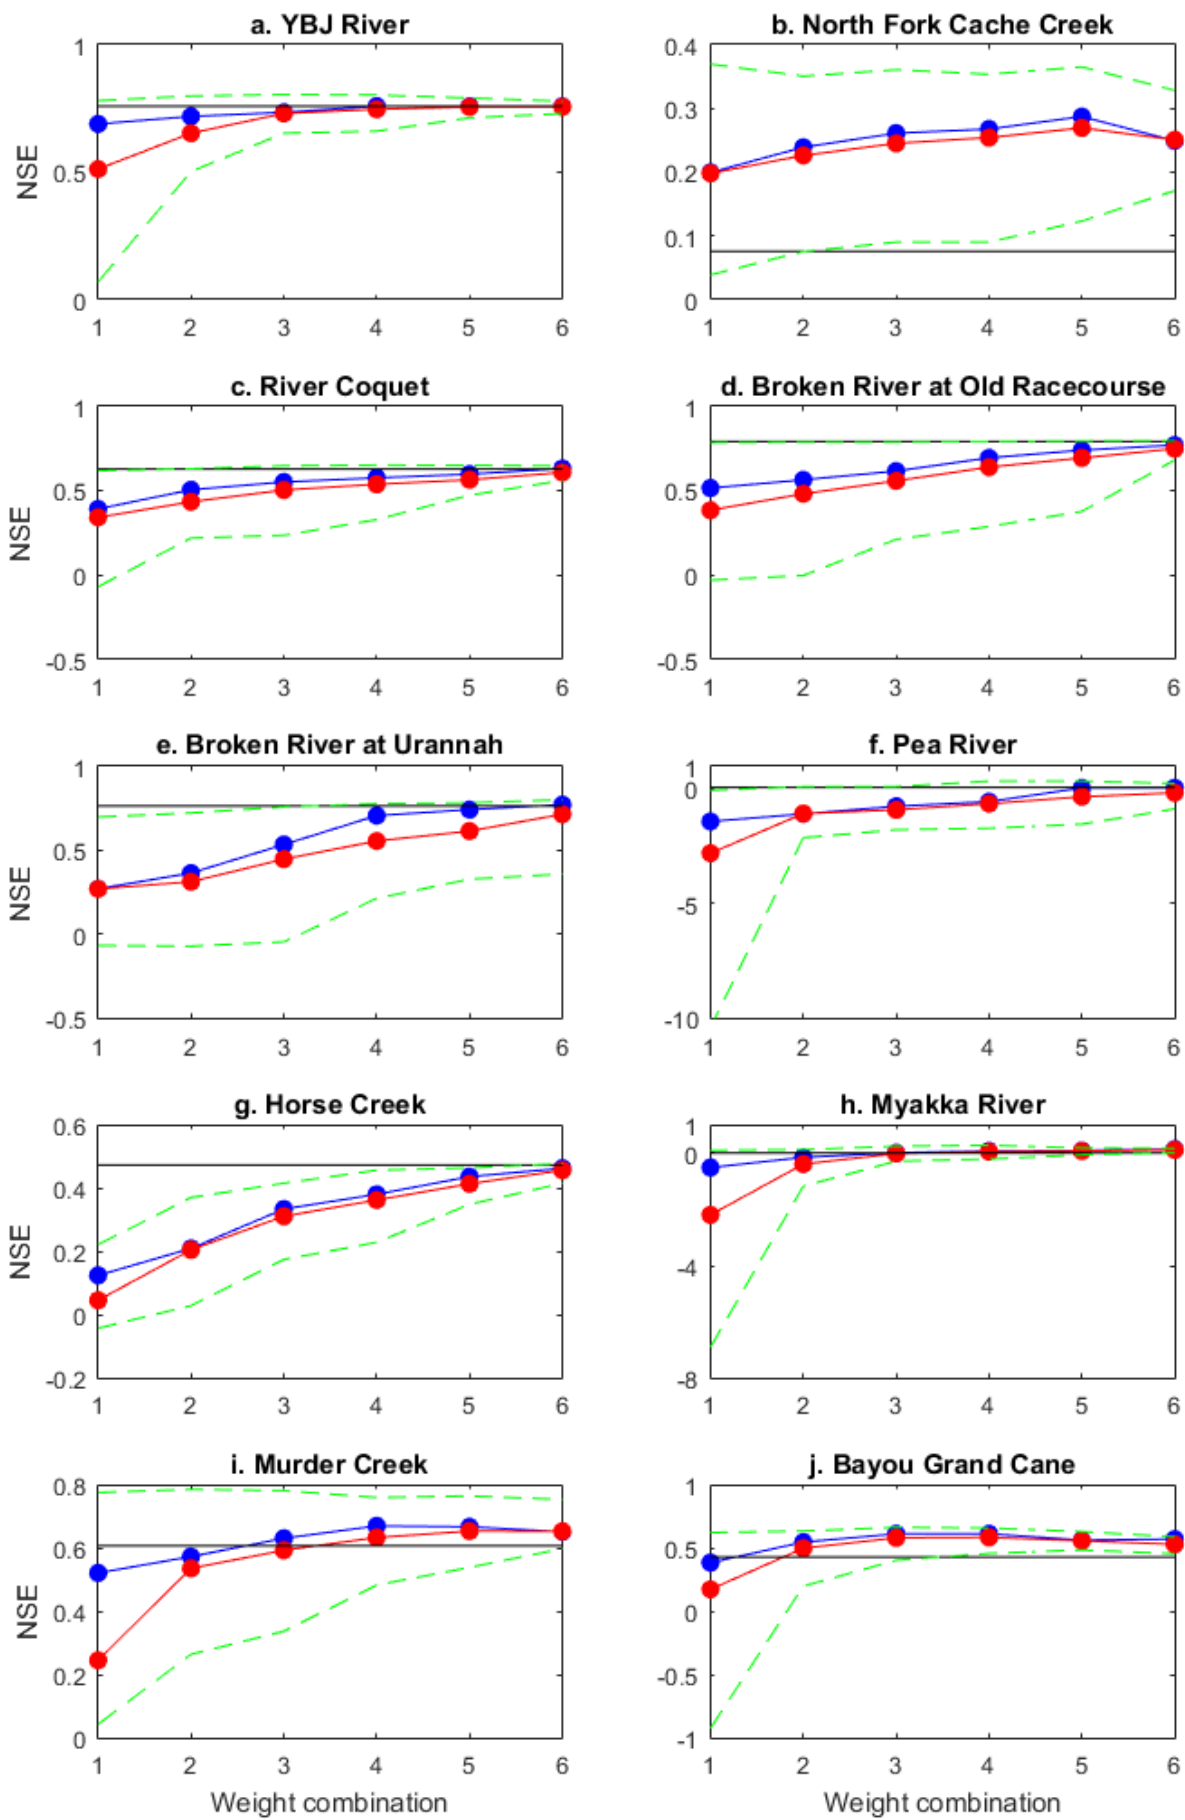 a. YBJ River
NSE
1
0.5
0
1 2 3 4 5 6
b. North Fork Cache Creek
0.4
0.3
0.2
0.1
0
1 2 3 4 5 6
c. River Coquet
NSE
1
0.5
0
-0.5
1 2 3 4 5 6
d. Broken River at Old Racecourse
1
0.5
0
-0.5
1 2 3 4 5 6
e. Broken River at Urannah
NSE
1
0.5
0
-0.5
1 2 3 4 5 6
f. Pea River
1
0
-5
-10
1 2 3 4 5 6
g. Horse Creek
NSE
0.6
0.4
0.2
0
-0.2
1 2 3 4 5 6
h. Myakka River
1
0
-4
-8
1 2 3 4 5 6
i. Murder Creek
NSE
0.8
0.6
0.4
0.2
0
1 2 3 4 5 6
Weight combination
j. Bayou Grand Cane
1
0.5
0
-0.5
-1
1 2 3 4 5 6
Weight combination